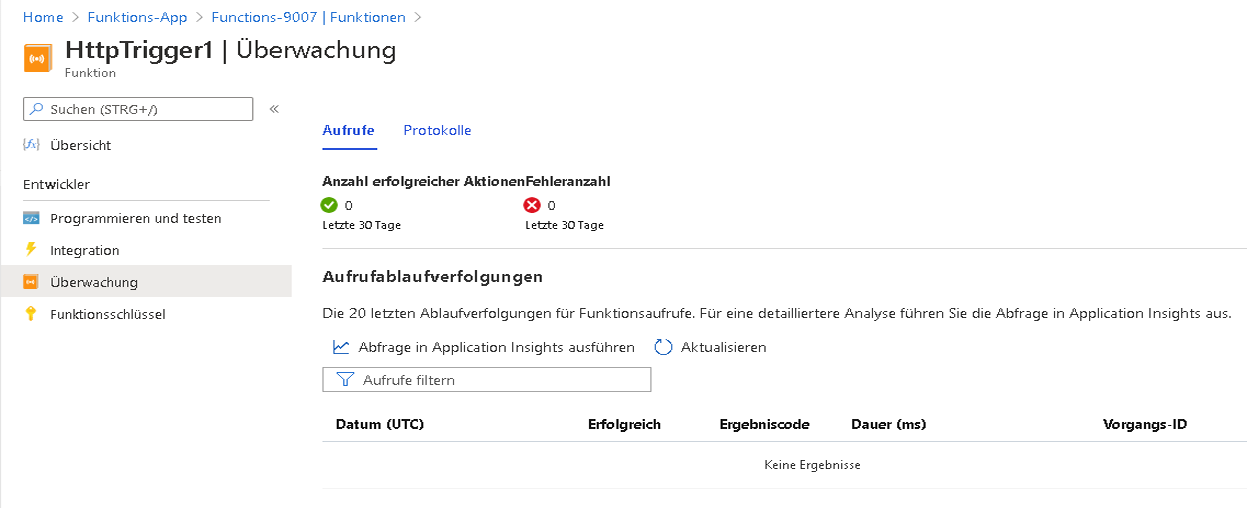 Home > Funktions-App > Functions-9007 | Funktionen >
HttpTrigger1 | Überwachung
Funktion
Suchen (STRG+/)
«
Übersicht
Entwickler
Programmieren und testen
Integration
Überwachung
Funktionsschlüssel
Aufrufe Protokolle
Anzahl erfolgreicher Aktionen Fehleranzahl
0 0
Letzte 30 Tage Letzte 30 Tage
Aufrufablaufverfolgungen
Die 20 letzten Ablaufverfolgungen für Funktionsaufrufe. Für eine detailliertere Analyse führen Sie die Abfrage in Application Insights aus.
Abfrage in Application Insights ausführen Aktualisieren
Aufrufe filtern
Datum (UTC) Erfolgreich Ergebniscode Dauer (ms) Vorgangs-ID
Keine Ergebnisse